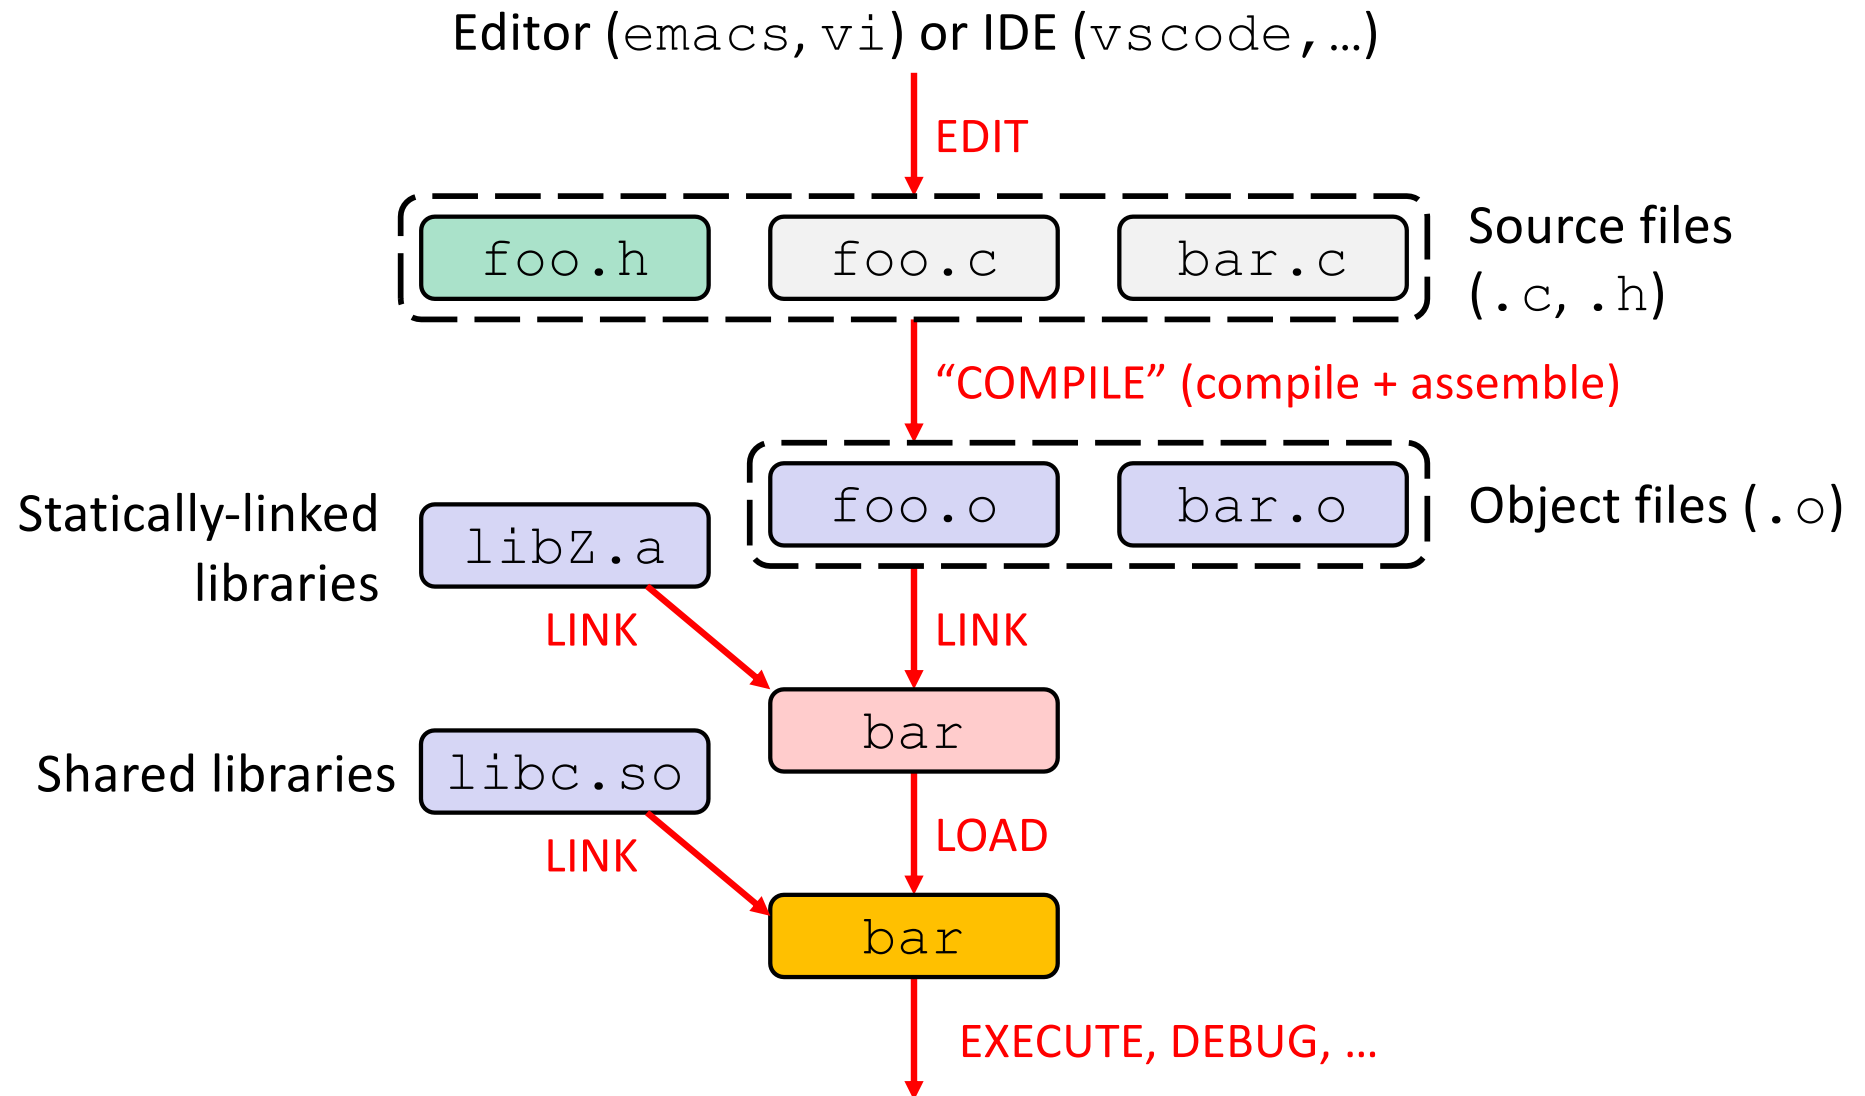 Editor (emacs, vi) or IDE (vscode, …)
EDIT
foo.h
foo.c
bar.c
Source files
(.c, .h)
“COMPILE” (compile + assemble)
foo.o
bar.o
Object files (.o)
Statically-linked
libraries
libZ.a
LINK
LINK
bar
Shared libraries
libc.so
LINK
LOAD
bar
EXECUTE, DEBUG, …